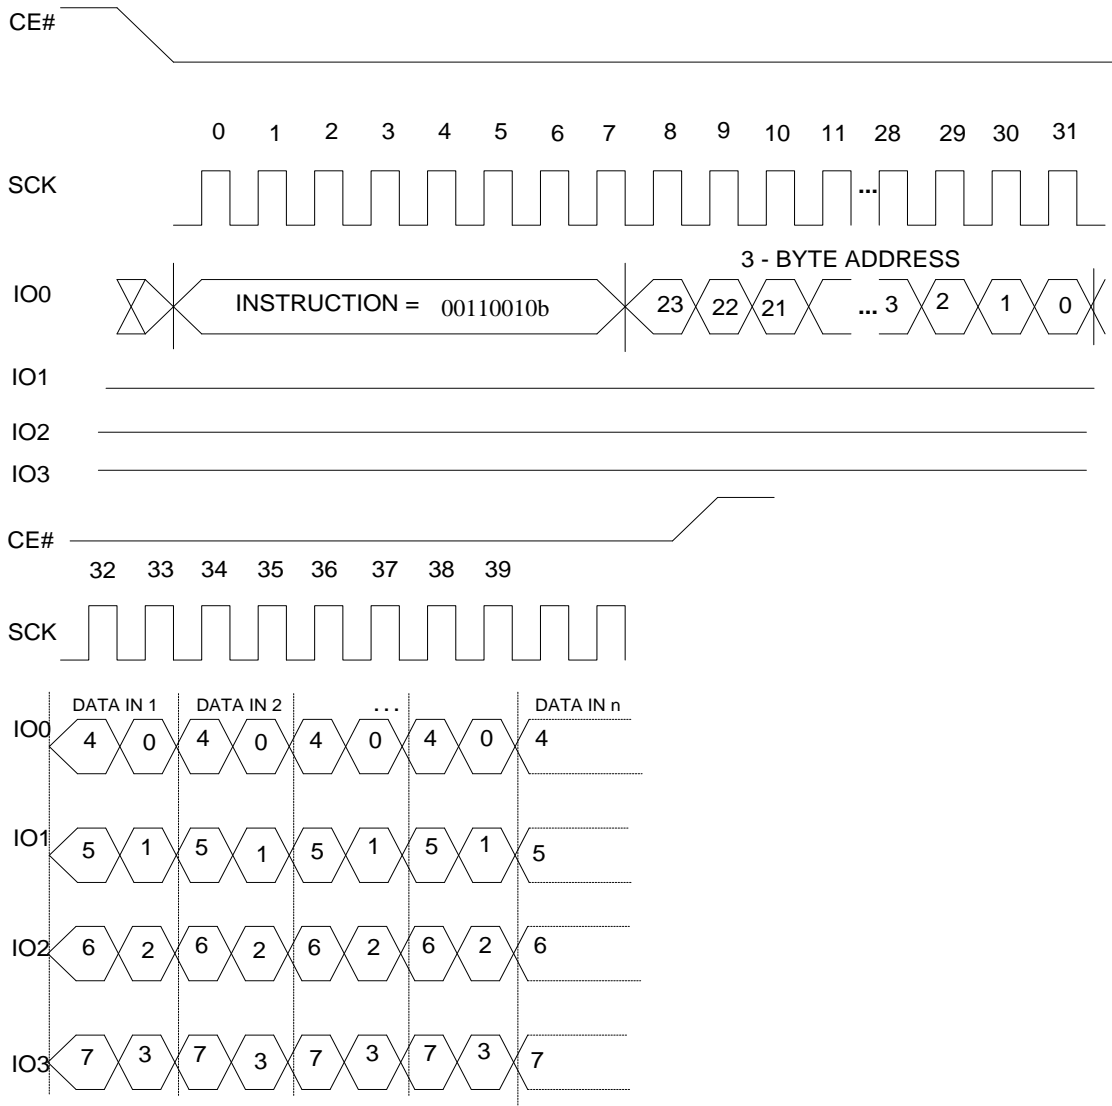 CE#
0 1 2 3 4 5 6 7 8 9 10 11 28 29 30 31
SCK ...
3 - BYTE ADDRESS
IO0 INSTRUCTION = 00110010b 23 22 21 ... 3 2 1 0
IO1
IO2
IO3
CE#
32 33 34 35 36 37 38 39
SCK
DATA IN 1 DATA IN 2 ... DATA IN n
IO0 4 0 4 0 4 0 4 0 4
IO1 5 1 5 1 5 1 5 1 5
IO2 6 2 6 2 6 2 6 2 6
IO3 7 3 7 3 7 3 7 3 7